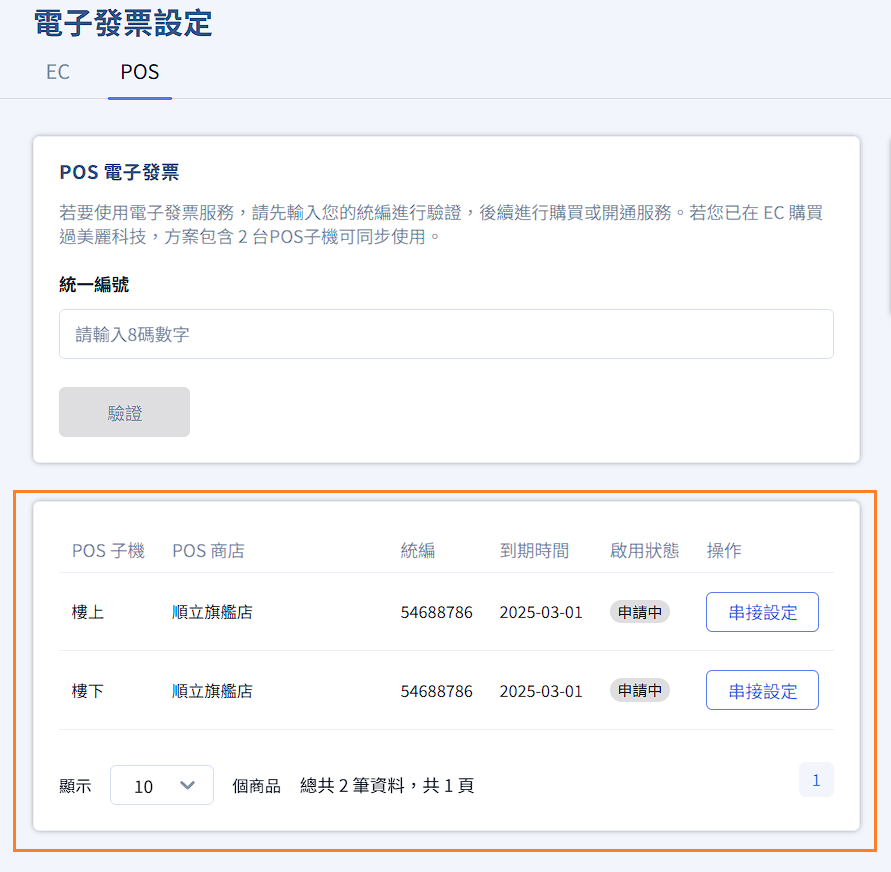 電子發票設定
EC POS
POS 電子發票
若要使用電子發票服務，請先輸入您的統編進行驗證，後續進行購買或開通服務。若您已在 EC 購買
過美麗科技，方案包含 2 台POS子機可同步使用。
統一編號
請輸入8碼數字
驗證
POS 子機 POS 商店 統編 到期時間 啟用狀態 操作
樓上 順立旗艦店 54688786 2025-03-01 申請中 串接設定
樓下 順立旗艦店 54688786 2025-03-01 申請中 串接設定
顯示 10 個商品 總共 2 筆資料，共 1 頁 1